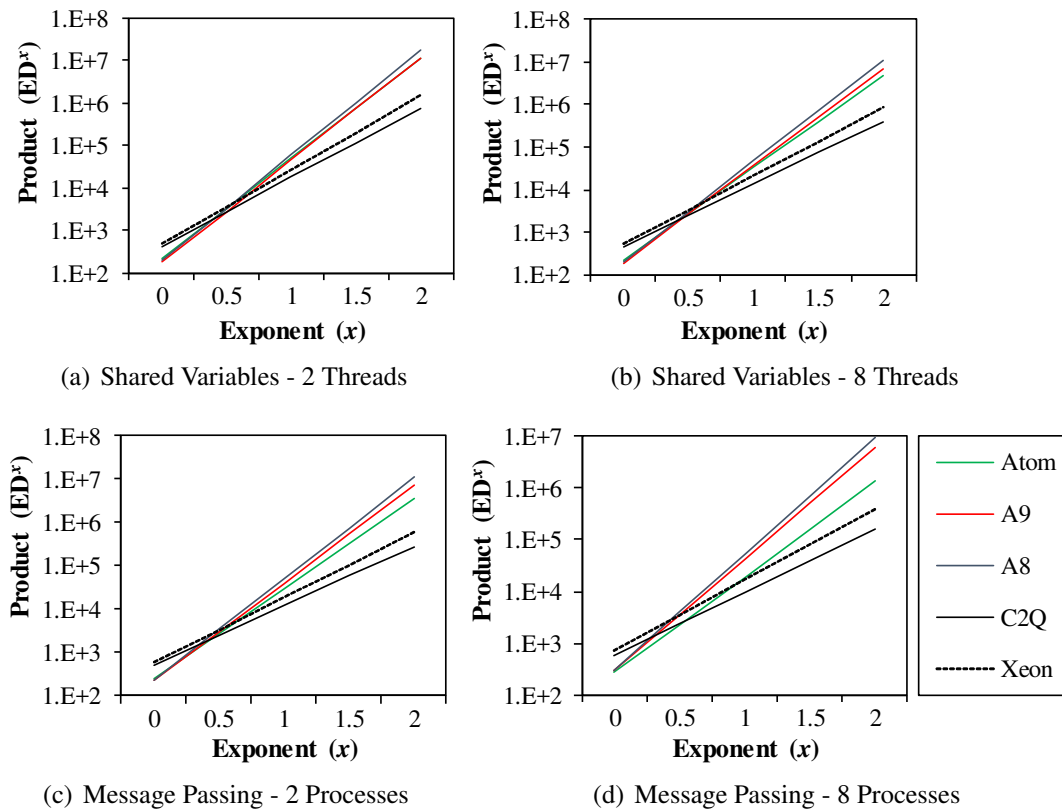 1.E+8
1.E+7
1.E+6
1.E+5
1.E+4
1.E+3
1.E+2
Product (EDˣ)
0 0.5 1 1.5 2
Exponent (x)
(a) Shared Variables - 2 Threads
1.E+8
1.E+7
1.E+6
1.E+5
1.E+4
1.E+3
1.E+2
Product (EDˣ)
0 0.5 1 1.5 2
Exponent (x)
(b) Shared Variables - 8 Threads
1.E+8
1.E+7
1.E+6
1.E+5
1.E+4
1.E+3
1.E+2
Product (EDˣ)
0 0.5 1 1.5 2
Exponent (x)
(c) Message Passing - 2 Processes
1.E+7
1.E+6
1.E+5
1.E+4
1.E+3
1.E+2
Product (EDˣ)
0 0.5 1 1.5 2
Exponent (x)
(d) Message Passing - 8 Processes
Atom
A9
A8
C2Q
Xeon